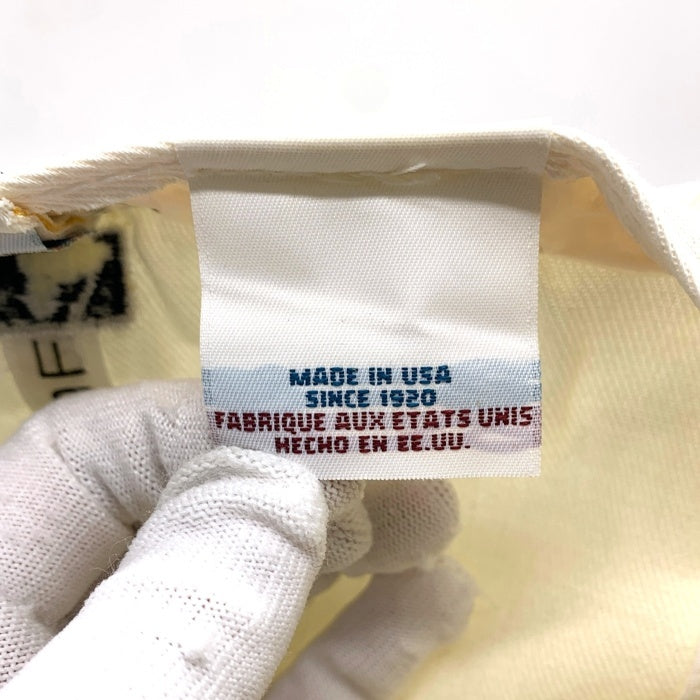 MADE IN USA
SINCE 1920
FABRIQUE AUX ETATS UNIS
HECHO EN EE.UU.